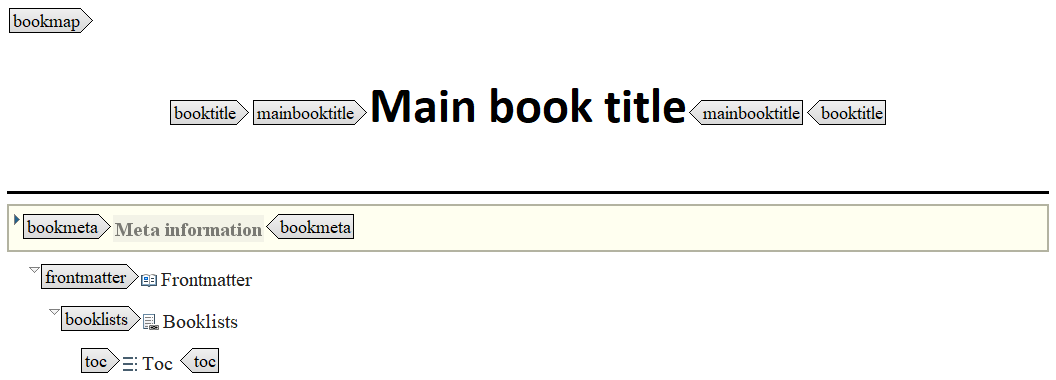 bookmap
booktitle mainbooktitle Main book title mainbooktitle booktitle
bookmeta Meta information bookmeta
frontmatter Frontmatter
booklists Booklists
toc Toc toc